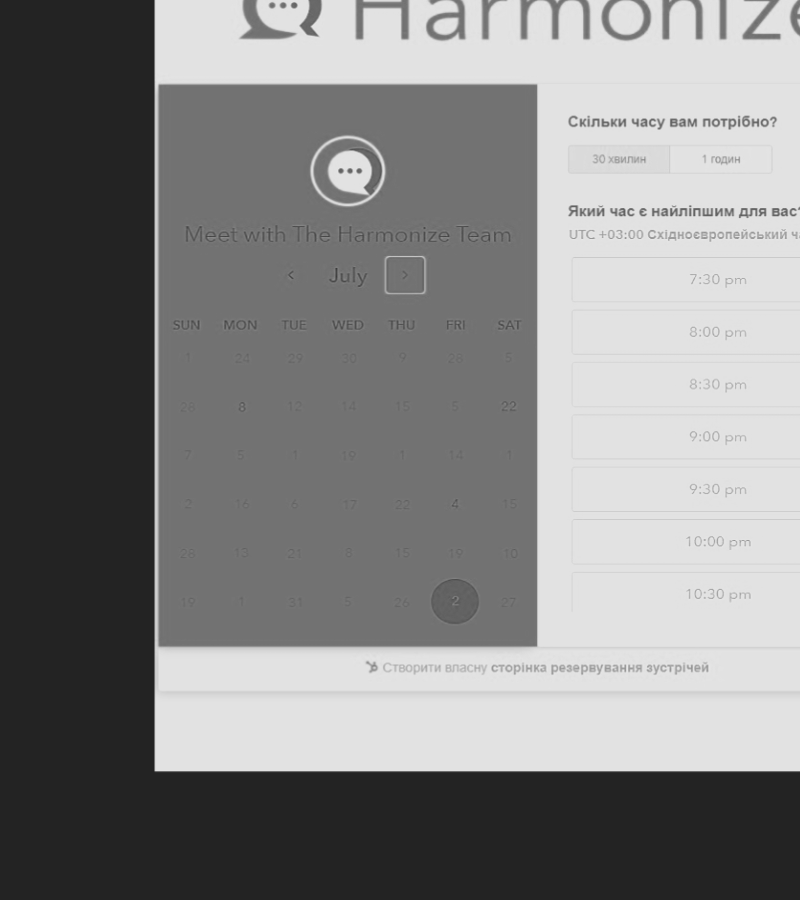 Harmonize
Meet with The Harmonize Team
July
SUN MON TUE WED THU FRI SAT
1 24 29 30 9 28 5
28 8 12 14 15 5 22
7 5 1 19 1 14 1
2 16 6 17 22 4 15
26 13 21 8 15 19 10
19 1 31 5 26 2 27
Скільки часу вам потрібно?
30 хвилин 1 годин
Який час є найліпшим для вас?
UTC +03:00 Східноєвропейський
7:30 pm
8:00 pm
8:30 pm
9:00 pm
9:30 pm
10:00 pm
10:30 pm
Створити власну сторінка резервування зустрічей